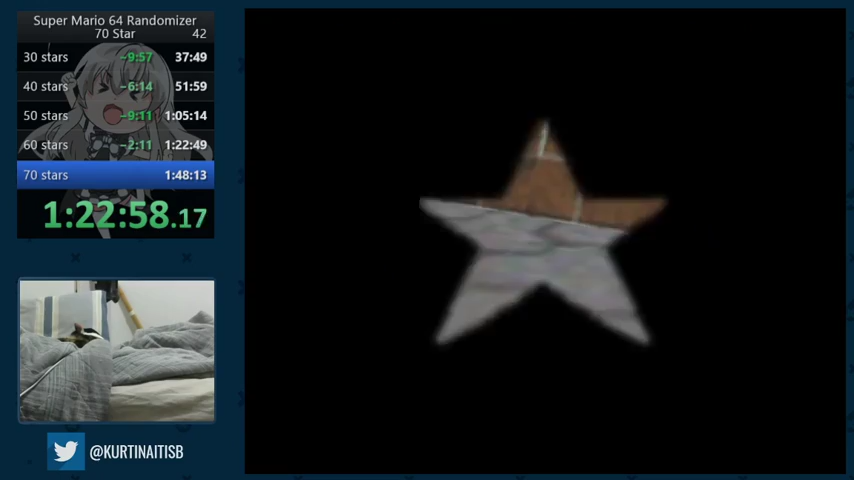 Super Mario 64 Randomizer
70 Star 42
30 stars -9:57 37:49
40 stars -6:14 51:59
50 stars -9:11 1:05:14
60 stars -2:11 1:22:49
70 stars 1:48:13
1:22:58.17
@KURTINAITISB